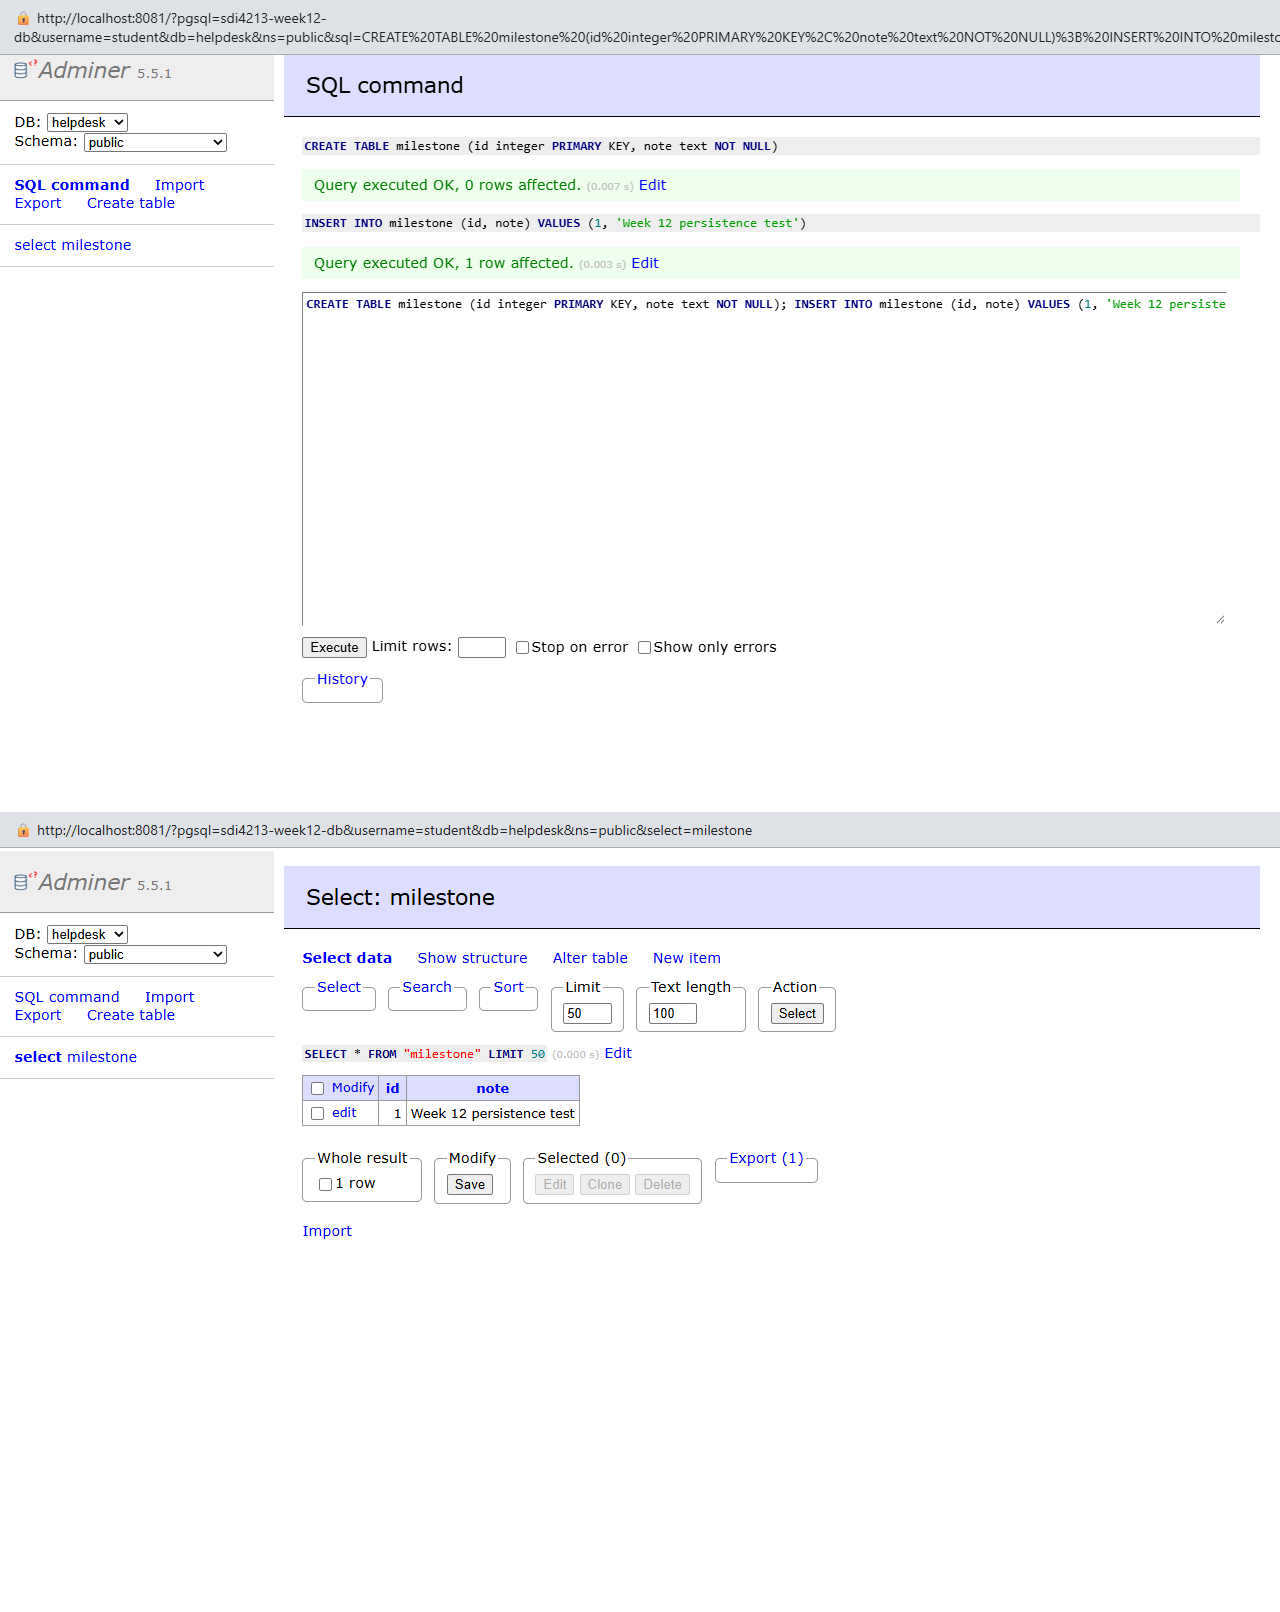 http://localhost:8081/?pgsql=sdi4213-week12-
db&username=student&db=helpdesk&ns=public&sql=CREATE%20TABLE%20milestone%20(id%20integer%20PRIMARY%20KEY%2C%20note%20text%20NOT%20NULL)%3B%20INSERT%20INTO%20milesto
Adminer 5.5.1
SQL command
DB: helpdesk
Schema: public
SQL command Import
Export Create table
select milestone
CREATE TABLE milestone (id integer PRIMARY KEY, note text NOT NULL)
Query executed OK, 0 rows affected. (0.007 s) Edit
INSERT INTO milestone (id, note) VALUES (1, 'Week 12 persistence test')
Query executed OK, 1 row affected. (0.003 s) Edit
CREATE TABLE milestone (id integer PRIMARY KEY, note text NOT NULL); INSERT INTO milestone (id, note) VALUES (1, 'Week 12 persiste
Execute Limit rows: Stop on error Show only errors
History
http://localhost:8081/?pgsql=sdi4213-week12-db&username=student&db=helpdesk&ns=public&select=milestone
Adminer 5.5.1
Select: milestone
DB: helpdesk
Schema: public
SQL command Import
Export Create table
select milestone
Select data Show structure Alter table New item
Select Search Sort Limit Text length Action
50 100 Select
SELECT * FROM "milestone" LIMIT 50 (0.000 s) Edit
Modify id note
edit 1 Week 12 persistence test
Whole result Modify Selected (0) Export (1)
1 row Save Edit Clone Delete
Import